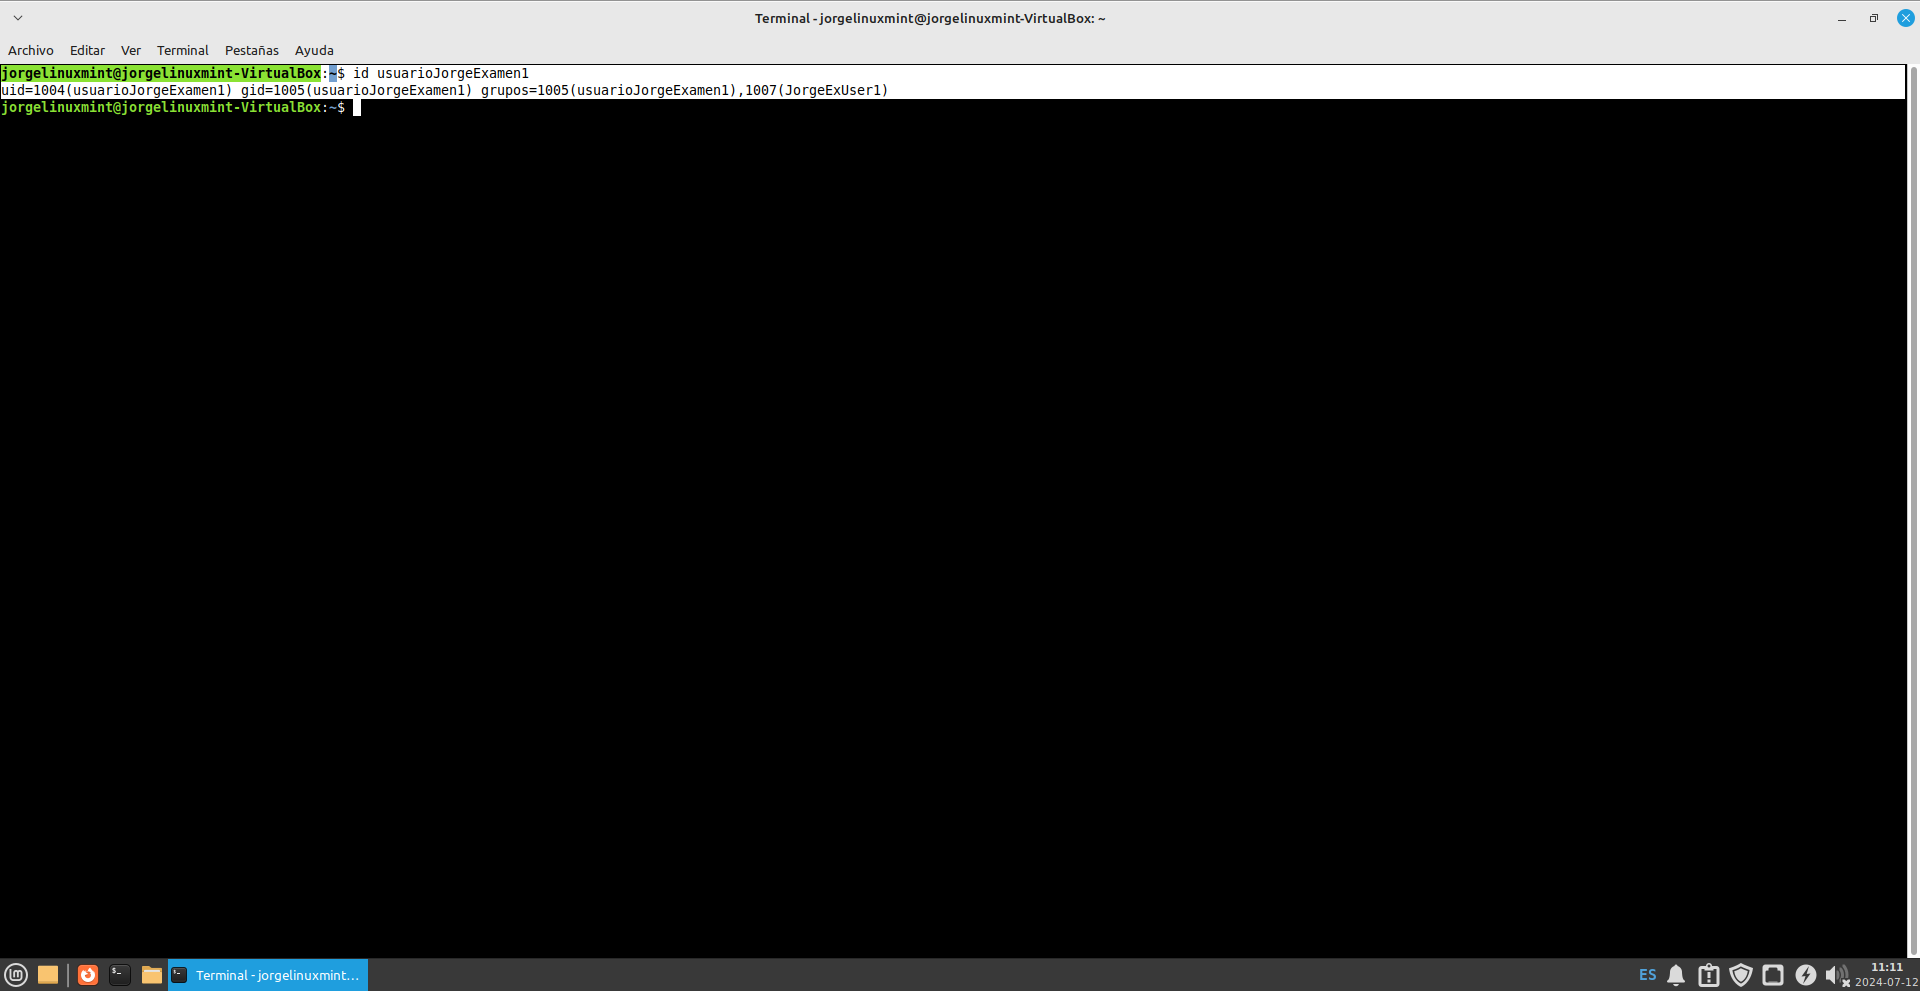 Terminal - jorgelinuxmint@jorgelinuxmint-VirtualBox: ~
Archivo Editar Ver Terminal Pestañas Ayuda
jorgelinuxmint@jorgelinuxmint-VirtualBox:~$ id usuarioJorgeExamen1
uid=1004(usuarioJorgeExamen1) gid=1005(usuarioJorgeExamen1) grupos=1005(usuarioJorgeExamen1),1007(JorgeExUser1)
jorgelinuxmint@jorgelinuxmint-VirtualBox:~$
Terminal - jorgelinuxmint...
ES
11:11
2024-07-12